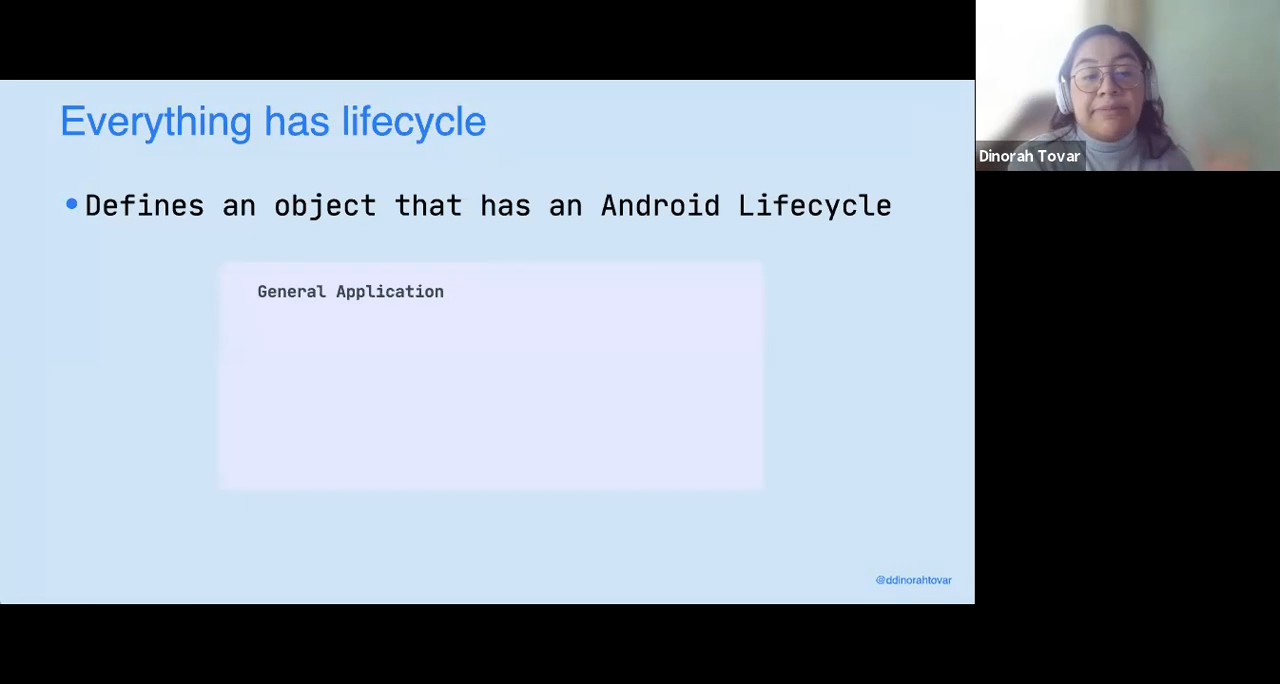 Everything has lifecycle
• Defines an object that has an Android Lifecycle
General Application
@ddinorahtovar
Dinorah Tovar